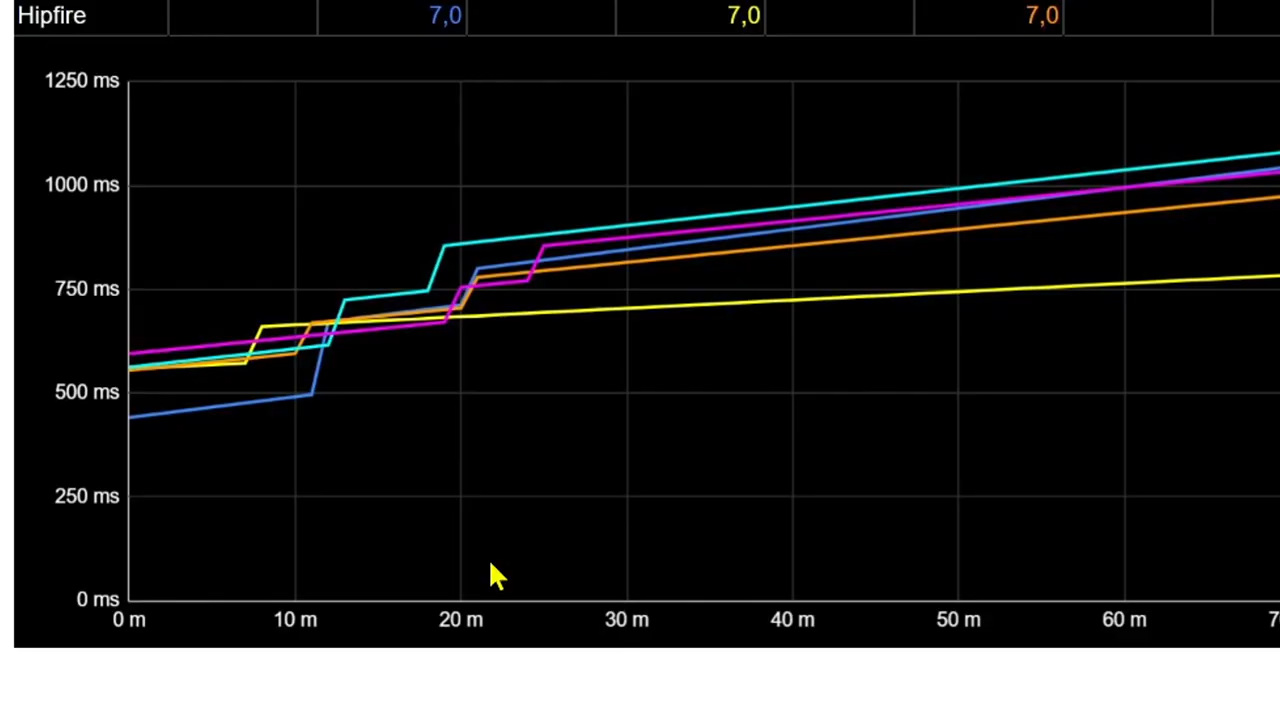 Hipfire 7,0 7,0 7,0
1250 ms
1000 ms
750 ms
500 ms
250 ms
0 ms
0 m 10 m 20 m 30 m 40 m 50 m 60 m